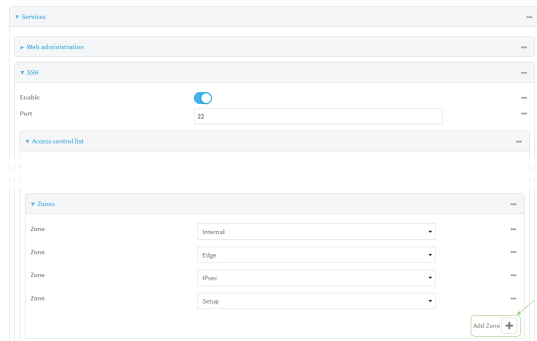 ▾ Services ...
▸ Web administration ...
▾ SSH ...
Enable ...
Port 22 ...
▾ Access control list ...
▾ Zones ...
Zone Internal ...
Zone Edge ...
Zone IPsec ...
Zone Setup ...
Add Zone +